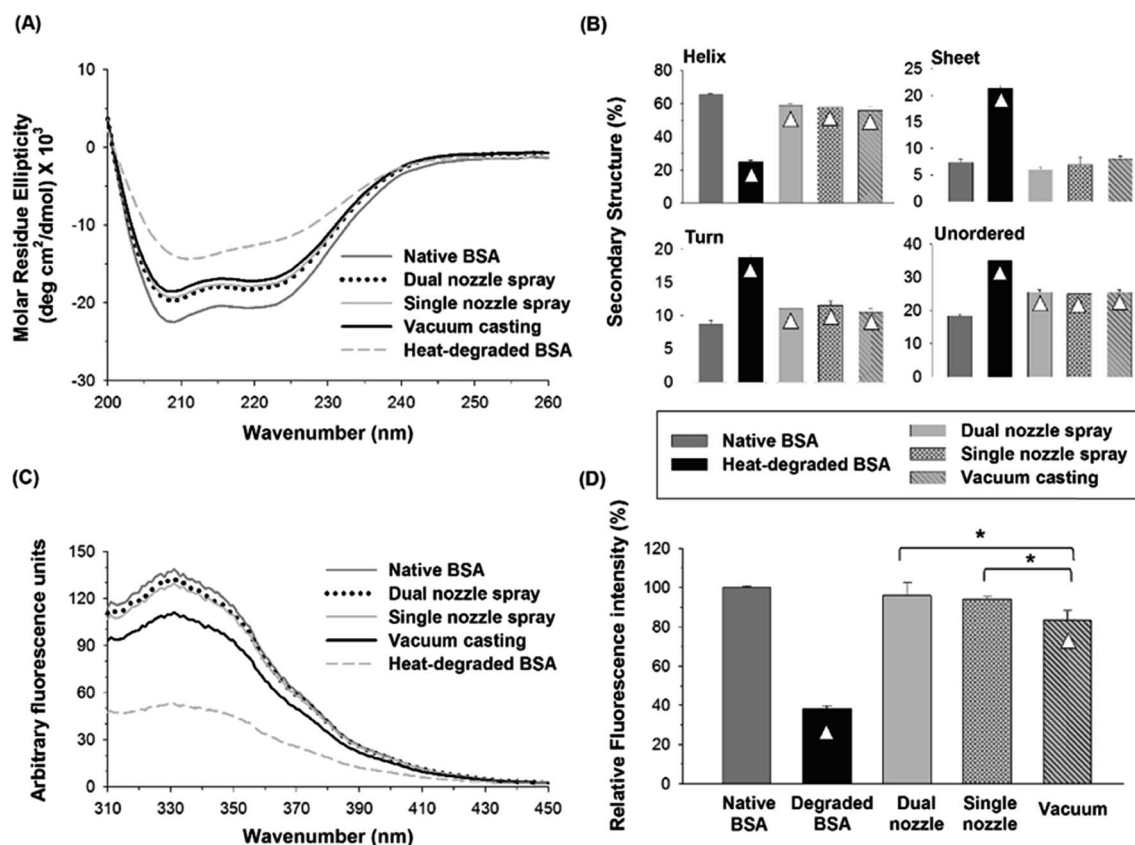 (A)
Molar Residue Ellipticity
(deg cm²/dmol) X 10³
10
0
-10
-20
-30
200
210
220
230
240
250
260
Wavenumber (nm)
Native BSA
Dual nozzle spray
Single nozzle spray
Vacuum casting
Heat-degraded BSA
(B)
Secondary Structure (%)
Helix
80
60
40
20
0
Sheet
25
20
15
10
5
0
Turn
20
15
10
5
0
Unordered
40
30
20
10
0
Native BSA
Heat-degraded BSA
Dual nozzle spray
Single nozzle spray
Vacuum casting
(C)
Arbitrary fluorescence units
150
120
90
60
30
0
310
330
350
370
390
410
430
450
Wavenumber (nm)
Native BSA
Dual nozzle spray
Single nozzle spray
Vacuum casting
Heat-degraded BSA
(D)
Relative Fluorescence intensity (%)
120
100
80
60
40
20
0
*
*
Native
BSA
Degraded
BSA
Dual
nozzle
Single
nozzle
Vacuum